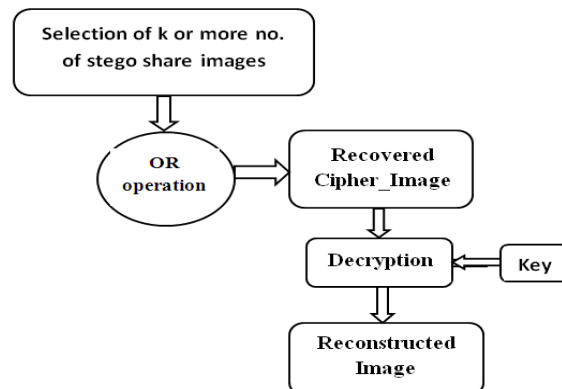 Selection of k or more no.
of stego share images
OR
operation
Recovered
Cipher_Image
Decryption
Key
Reconstructed
Image